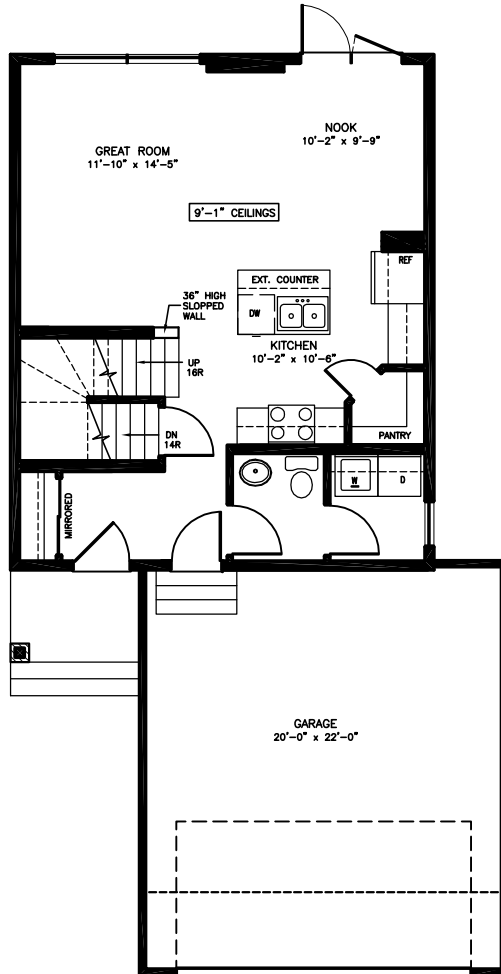 NOOK
10'-2" x 9'-9"
GREAT ROOM
11'-10" x 14'-5"
9'-1" CEILINGS
REF
EXT. COUNTER
36" HIGH
SLOPPED
WALL
DW
KITCHEN
10'-2" x 10'-6"
UP
16R
DN
14R
PANTRY
MIRRORED
W
D
GARAGE
20'-0" x 22'-0"